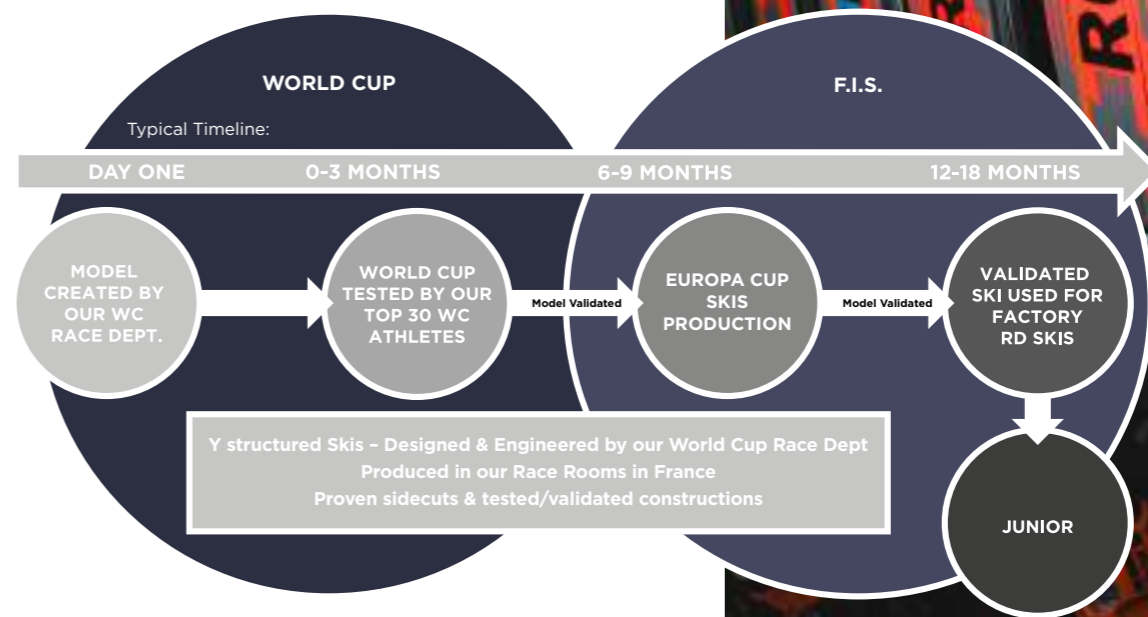 WORLD CUP
F.I.S.
Typical Timeline:
DAY ONE
0-3 MONTHS
6-9 MONTHS
12-18 MONTHS
MODEL
CREATED BY
OUR WC
RACE DEPT.
WORLD CUP
TESTED BY OUR
TOP 30 WC
ATHLETES
Model Validated
EUROPA CUP
SKIS
PRODUCTION
Model Validated
VALIDATED
SKI USED FOR
FACTORY
RD SKIS
Y structured Skis – Designed & Engineered by our World Cup Race Dept
Produced in our Race Rooms in France
Proven sidecuts & tested/validated constructions
JUNIOR